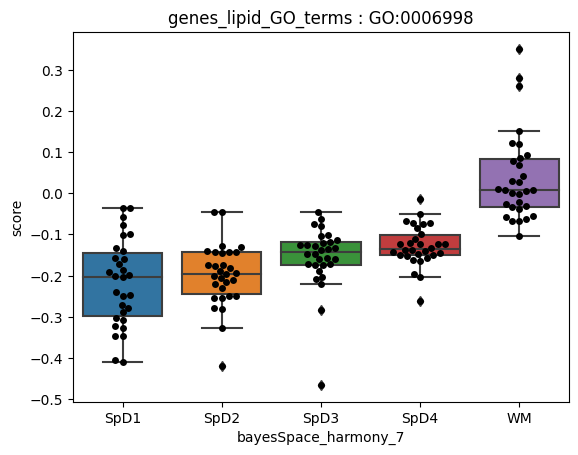 genes_lipid_GO_terms : GO:0006998
score
0.3
0.2
0.1
0.0
−0.1
−0.2
−0.3
−0.4
−0.5
SpD1 SpD2 SpD3 SpD4 WM
bayesSpace_harmony_7